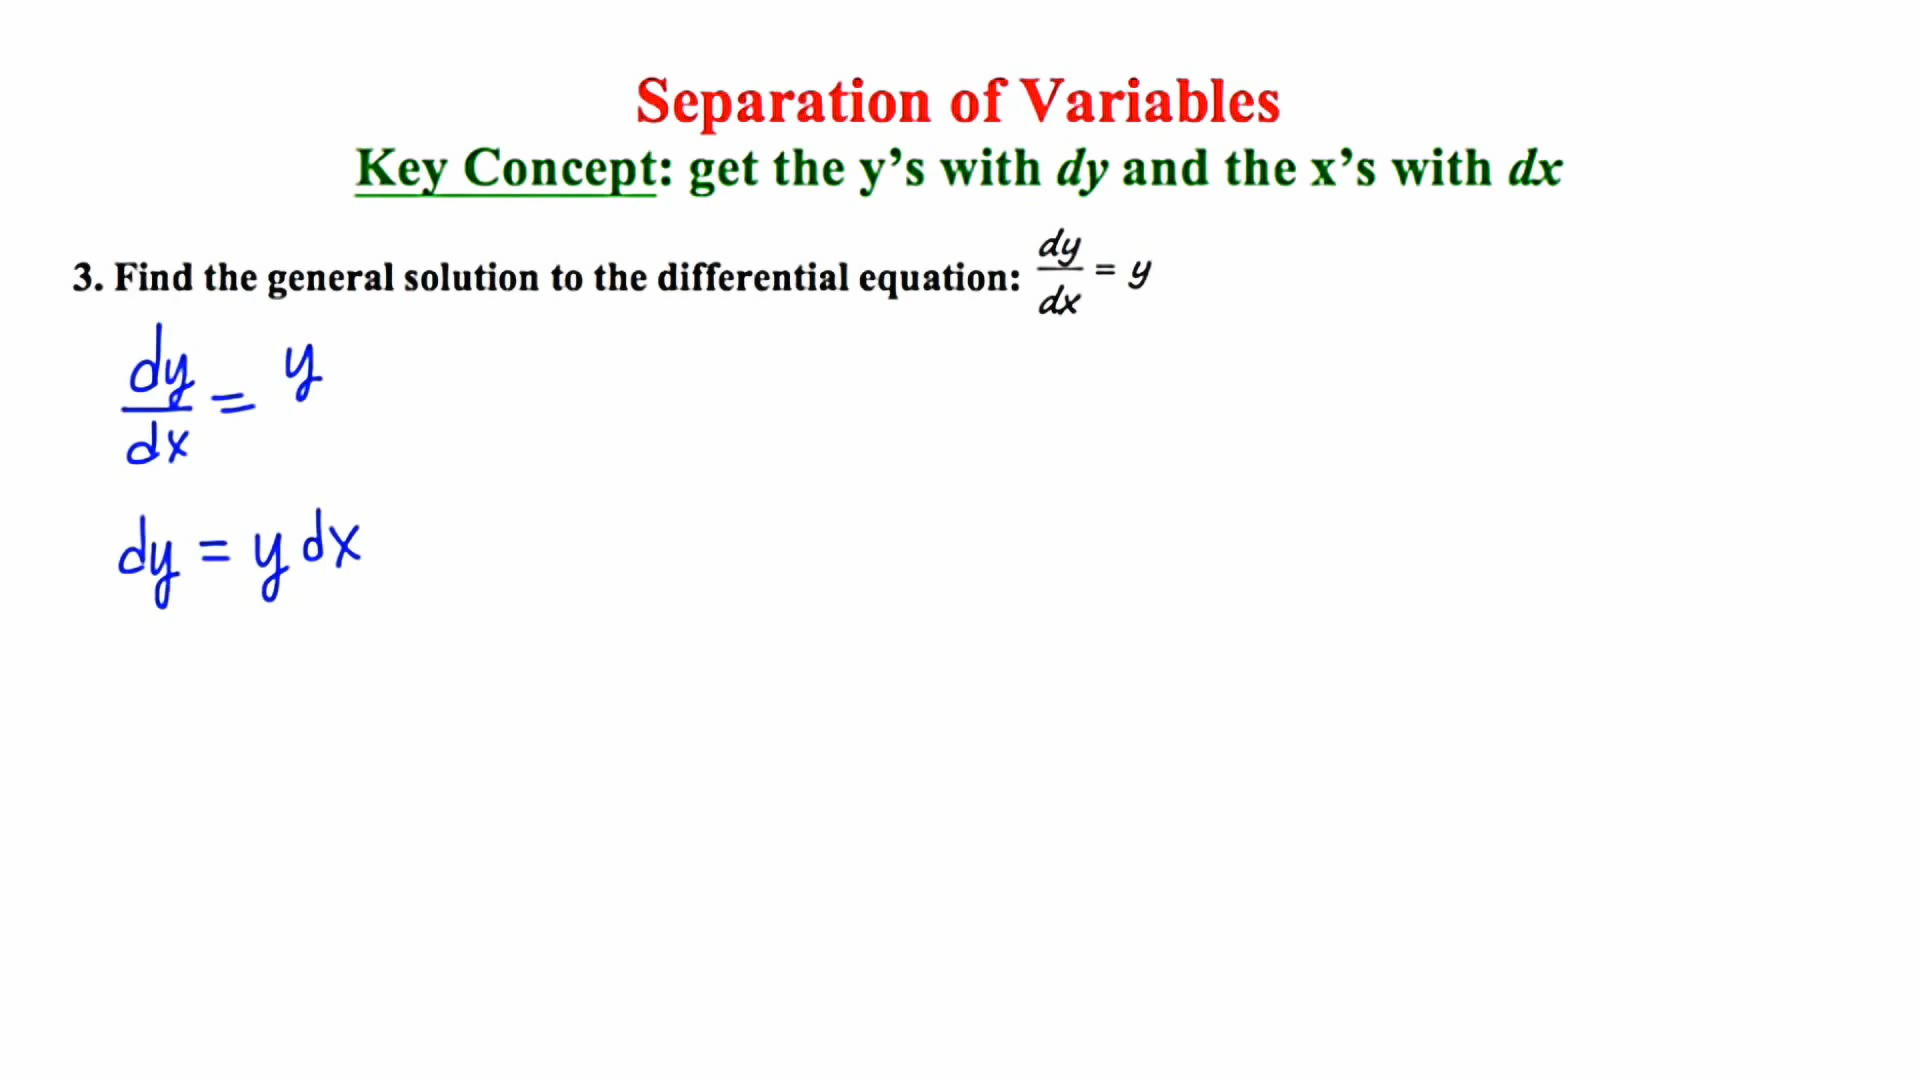 Separation of Variables
Key Concept: get the y’s with dy and the x’s with dx
3. Find the general solution to the differential equation: dy/dx = y
dy/dx = y
dy = y dx